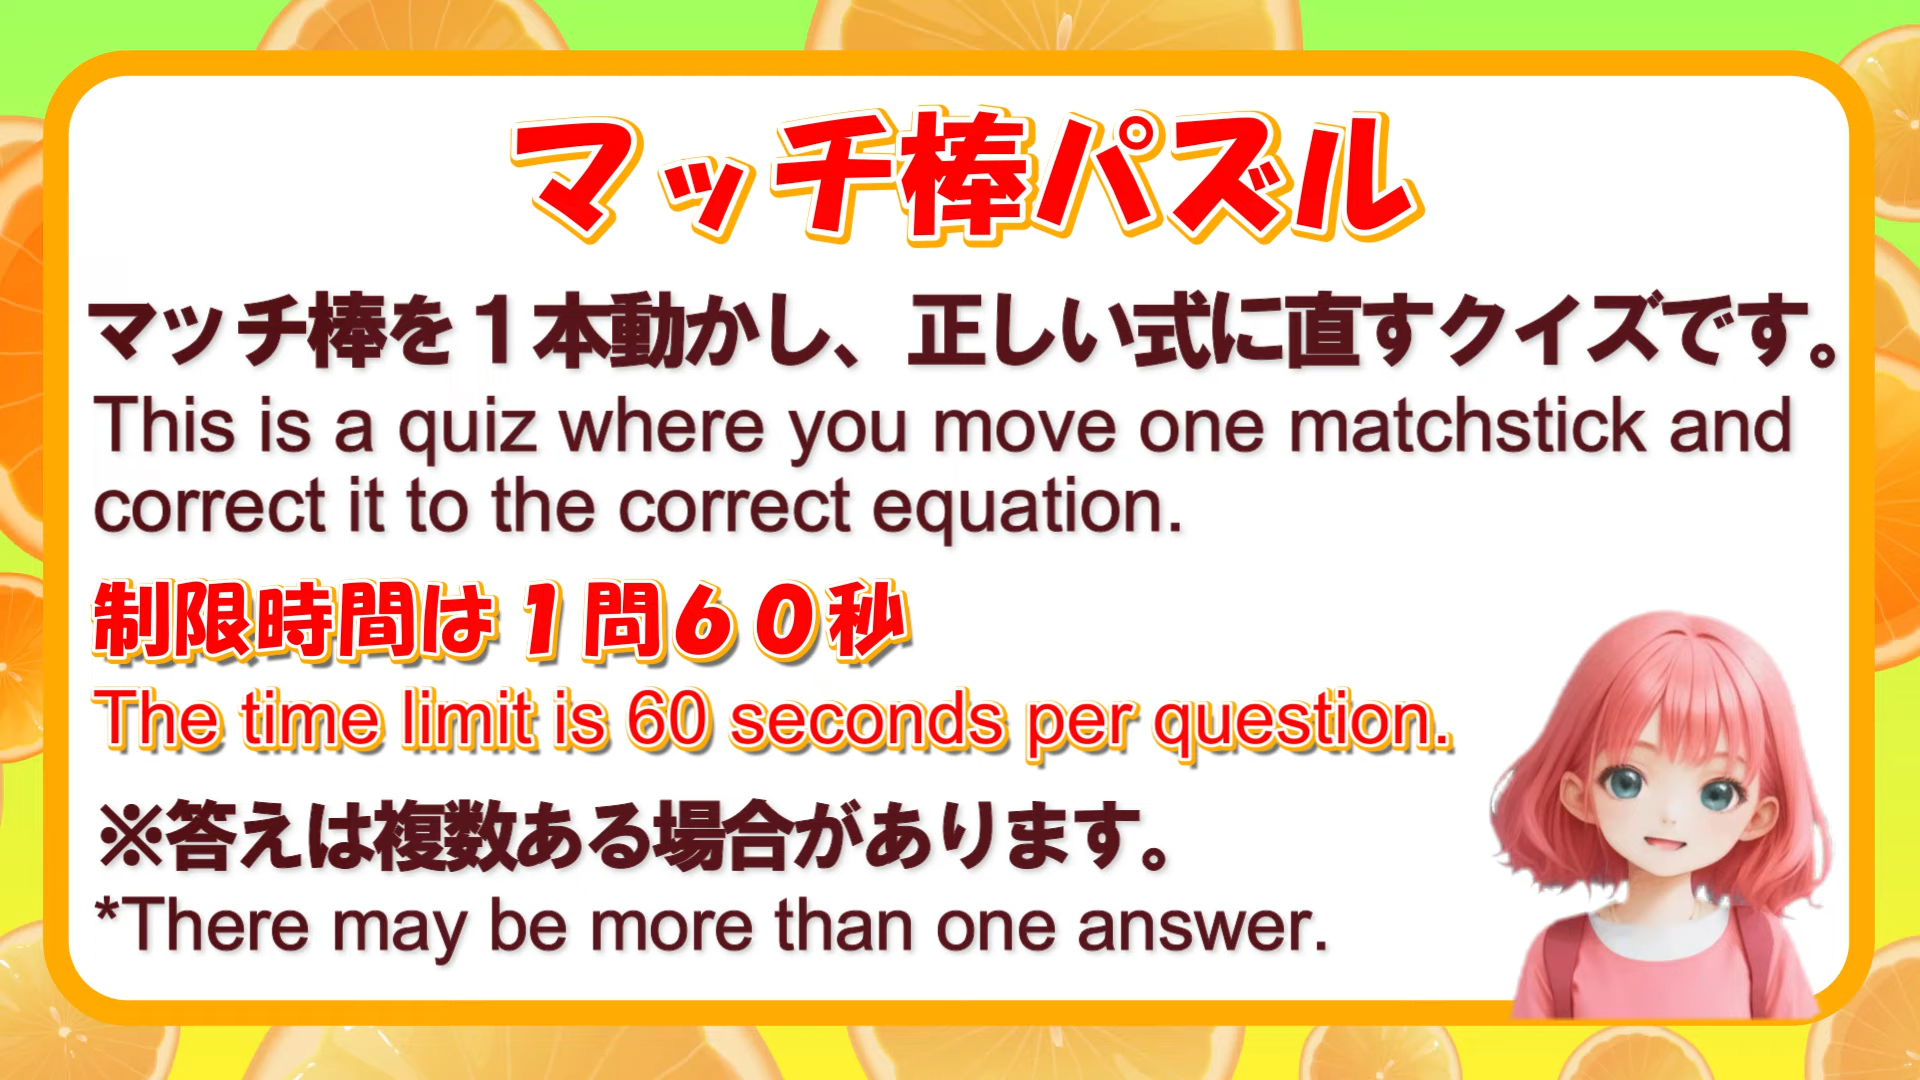 マッチ棒パズル
マッチ棒を１本動かし、正しい式に直すクイズです。
This is a quiz where you move one matchstick and
correct it to the correct equation.
制限時間は１問６０秒
The time limit is 60 seconds per question.
※答えは複数ある場合があります。
*There may be more than one answer.